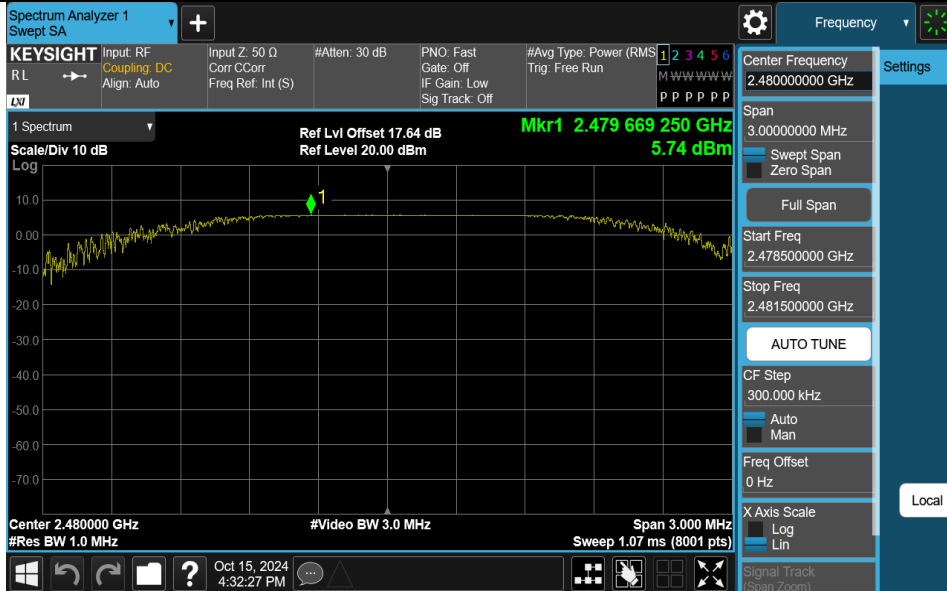 Spectrum Analyzer 1
Swept SA
Frequency
KEYSIGHT
RL
LXI
Input: RF
Coupling: DC
Align: Auto
Input Z: 50 Ω
Corr CCorr
Freq Ref: Int (S)
#Atten: 30 dB
PNO: Fast
Gate: Off
IF Gain: Low
Sig Track: Off
#Avg Type: Power (RMS
Trig: Free Run
1 2 3 4 5 6
M W W W W W
P P P P P P
Center Frequency
2.480000000 GHz
Settings
Span
3.00000000 MHz
Swept Span
Zero Span
Full Span
Start Freq
2.478500000 GHz
Stop Freq
2.481500000 GHz
AUTO TUNE
CF Step
300.000 kHz
Auto
Man
Freq Offset
0 Hz
X Axis Scale
Log
Lin
Signal Track
(Span Zoom)
Local
1 Spectrum
Scale/Div 10 dB
Log
Ref Lvl Offset 17.64 dB
Ref Level 20.00 dBm
Mkr1 2.479 669 250 GHz
5.74 dBm
1
10.0
0.00
-10.0
-20.0
-30.0
-40.0
-50.0
-60.0
-70.0
Center 2.480000 GHz
#Video BW 3.0 MHz
Span 3.000 MHz
#Res BW 1.0 MHz
Sweep 1.07 ms (8001 pts)
?
Oct 15, 2024
4:32:27 PM